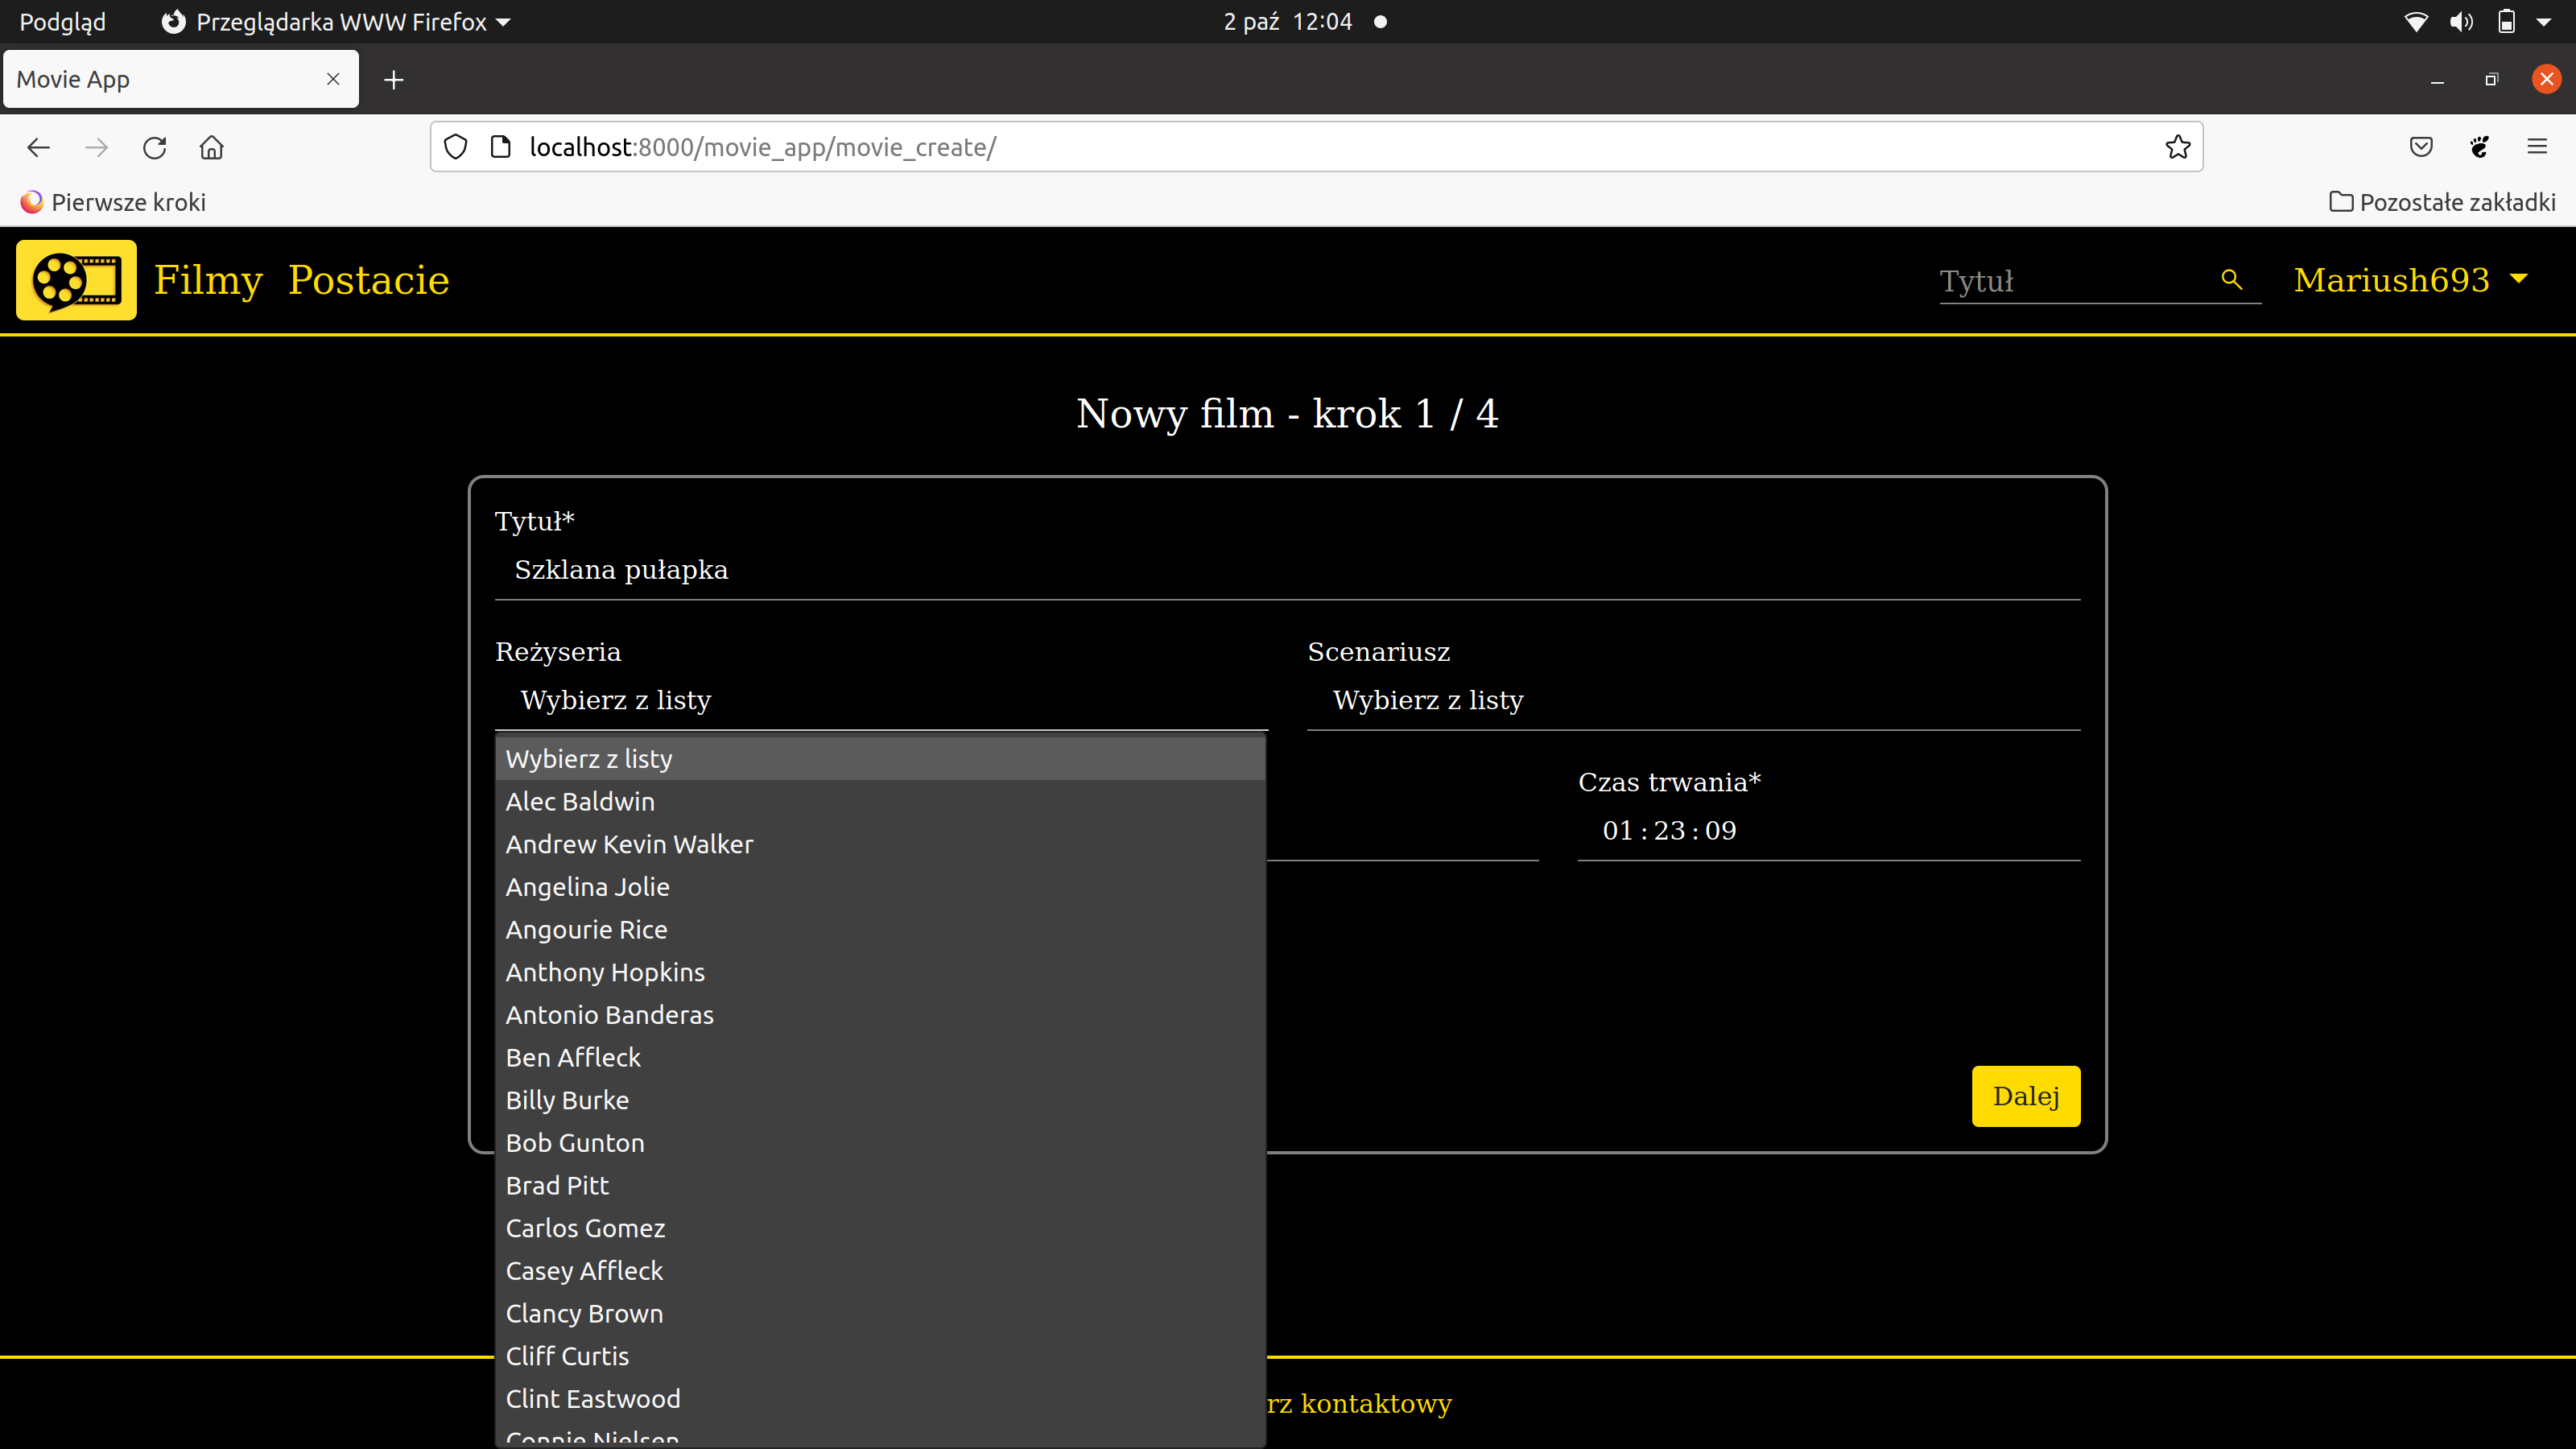 Podgląd Przeglądarka WWW Firefox 2 paź 12:04
Movie App
localhost:8000/movie_app/movie_create/
Pierwsze kroki Pozostałe zakładki
Filmy Postacie Tytuł Mariush693
Nowy film - krok 1 / 4
Tytuł*
Szklana pułapka
Reżyseria Scenariusz
Wybierz z listy Wybierz z listy
Wybierz z listy
Czas trwania*
Alec Baldwin
01 : 23 : 09
Andrew Kevin Walker
Angelina Jolie
Angourie Rice
Anthony Hopkins
Antonio Banderas
Ben Affleck
Billy Burke
Dalej
Bob Gunton
Brad Pitt
Carlos Gomez
Casey Affleck
Clancy Brown
Cliff Curtis
Clint Eastwood
rz kontaktowy
Connie Nielsen